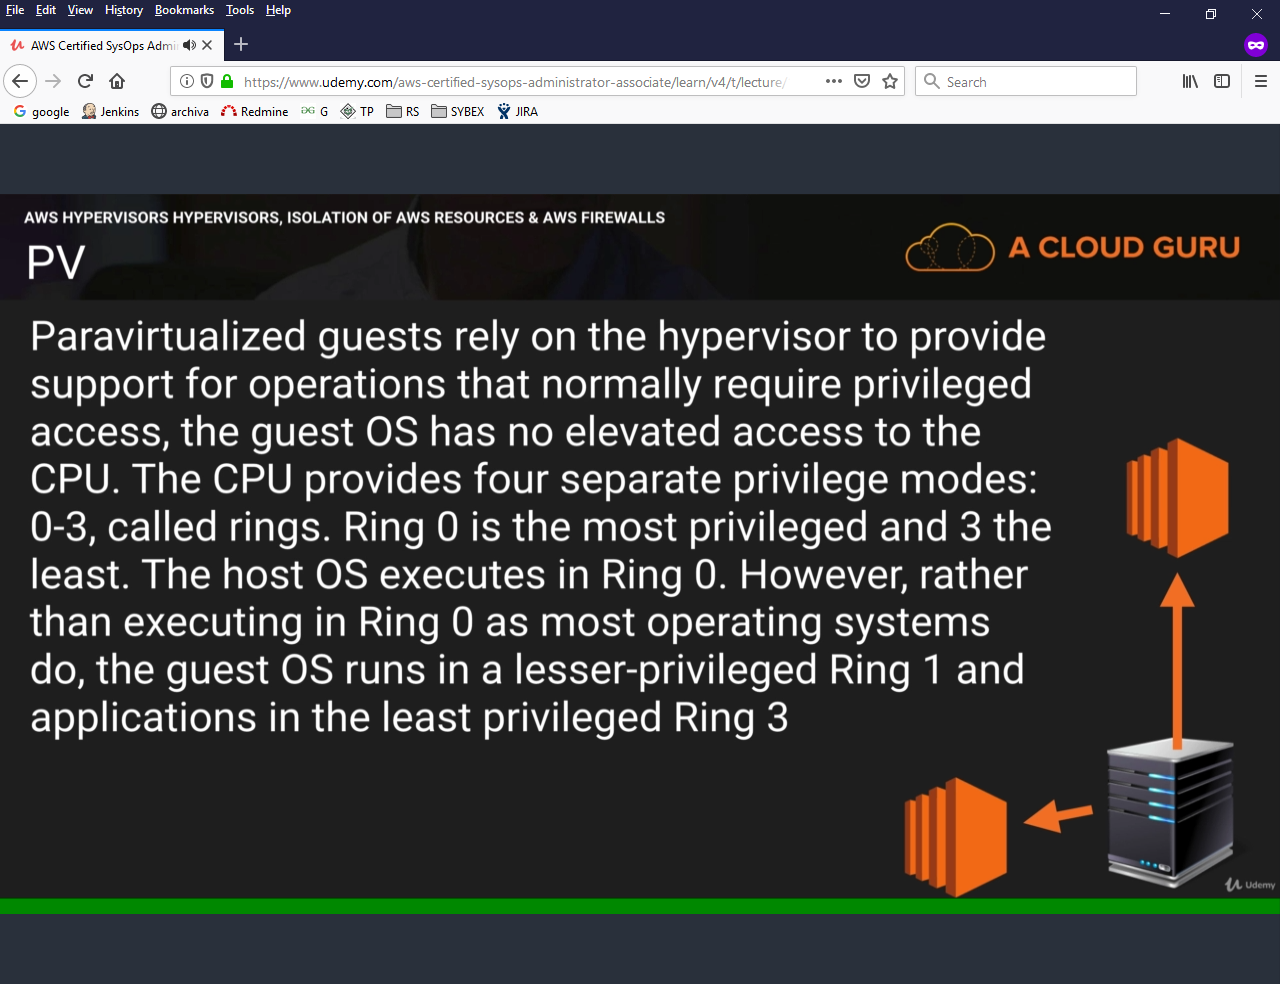 File Edit View History Bookmarks Tools Help
AWS Certified SysOps Admi
https://www.udemy.com/aws-certified-sysops-administrator-associate/learn/v4/t/lecture/
Search
google Jenkins archiva Redmine G TP RS SYBEX JIRA
AWS HYPERVISORS HYPERVISORS, ISOLATION OF AWS RESOURCES & AWS FIREWALLS
PV
A CLOUD GURU
Paravirtualized guests rely on the hypervisor to provide
support for operations that normally require privileged
access, the guest OS has no elevated access to the
CPU. The CPU provides four separate privilege modes:
0-3, called rings. Ring 0 is the most privileged and 3 the
least. The host OS executes in Ring 0. However, rather
than executing in Ring 0 as most operating systems
do, the guest OS runs in a lesser-privileged Ring 1 and
applications in the least privileged Ring 3
Udemy